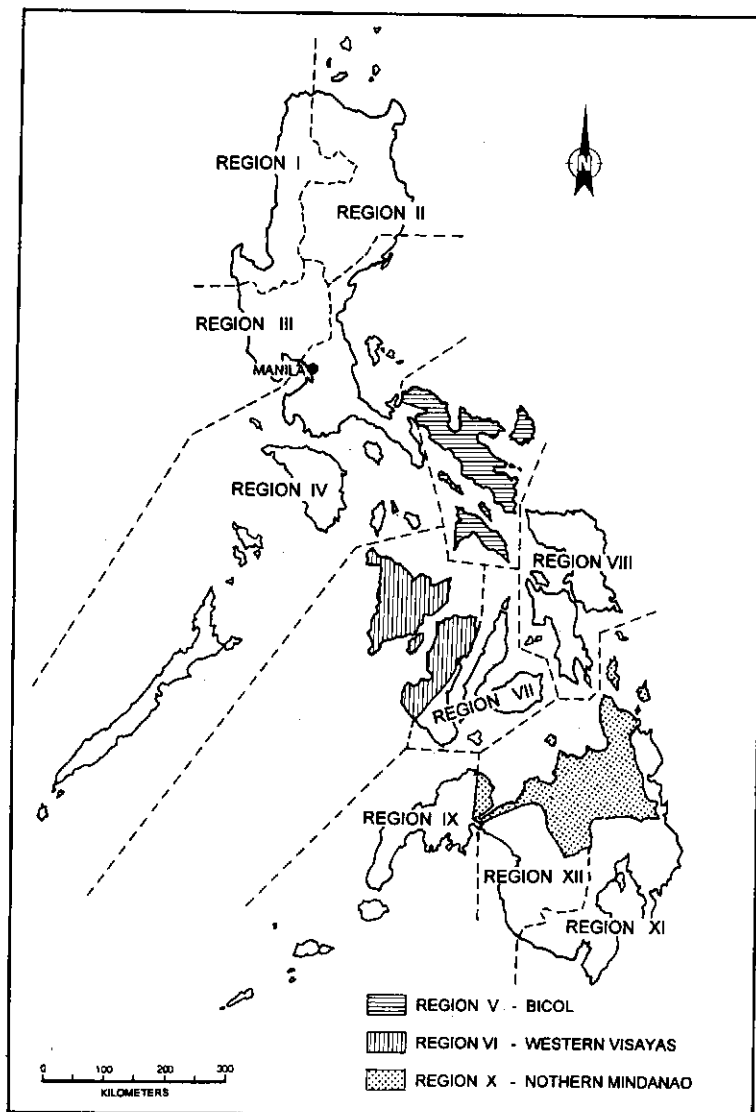 N
REGION I
REGION II
REGION III
MANILA
REGION IV
REGION VIII
REGION VII
REGION IX
REGION XII
REGION XI
REGION V - BICOL
REGION VI - WESTERN VISAYAS
REGION X - NOTHERN MINDANAO
0 100 200 300
KILOMETERS